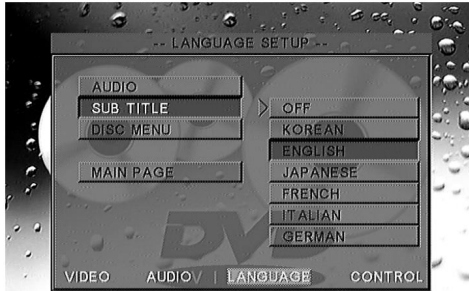 -- LANGUAGE SETUP --
AUDIO
SUB TITLE
DISC MENU
MAIN PAGE
OFF
KOREAN
ENGLISH
JAPANESE
FRENCH
ITALIAN
GERMAN
DVD
VIDEO AUDIO LANGUAGE CONTROL